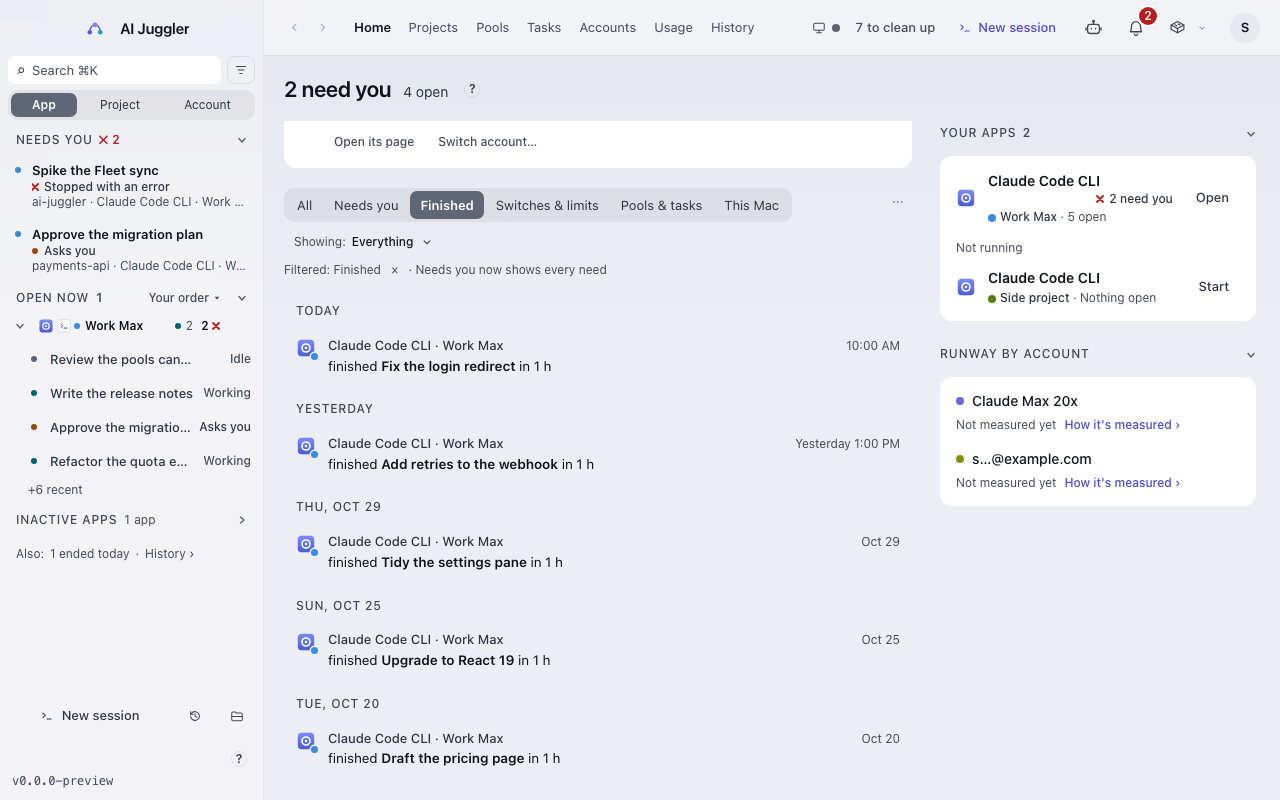 AI Juggler
Search ⌘K
App Project Account
NEEDS YOU 2
Spike the Fleet sync
Stopped with an error
ai-juggler · Claude Code CLI · Work ...
Approve the migration plan
Asks you
payments-api · Claude Code CLI · W...
OPEN NOW 1 Your order
Work Max 2 2
Review the pools can... Idle
Write the release notes Working
Approve the migratio... Asks you
Refactor the quota e... Working
+6 recent
INACTIVE APPS 1 app
Also: 1 ended today · History ›
New session
?
v0.0.0-preview
Home Projects Pools Tasks Accounts Usage History 7 to clean up New session 2 S
2 need you 4 open ?
Open its page Switch account...
All Needs you Finished Switches & limits Pools & tasks This Mac ...
Showing: Everything
Filtered: Finished × · Needs you now shows every need
TODAY
Claude Code CLI · Work Max 10:00 AM
finished Fix the login redirect in 1 h
YESTERDAY
Claude Code CLI · Work Max Yesterday 1:00 PM
finished Add retries to the webhook in 1 h
THU, OCT 29
Claude Code CLI · Work Max Oct 29
finished Tidy the settings pane in 1 h
SUN, OCT 25
Claude Code CLI · Work Max Oct 25
finished Upgrade to React 19 in 1 h
TUE, OCT 20
Claude Code CLI · Work Max Oct 20
finished Draft the pricing page in 1 h
YOUR APPS 2
Claude Code CLI
2 need you Open
Work Max · 5 open
Not running
Claude Code CLI
Start
Side project · Nothing open
RUNWAY BY ACCOUNT
Claude Max 20x
Not measured yet How it's measured ›
s...@example.com
Not measured yet How it's measured ›